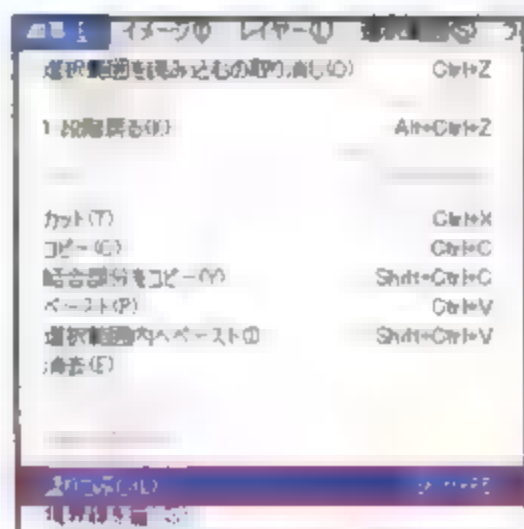 イメージ(I) レイヤー(L) (S)
選択範囲を読み込むの取り消し(O) Ctrl+Z
1 段階戻る(K) Alt+Ctrl+Z
カット(T) Ctrl+X
コピー(C) Ctrl+C
結合部分をコピー(Y) Shift+Ctrl+C
ペースト(P) Ctrl+V
選択範囲内へペースト(I) Shift+Ctrl+V
消去(E)